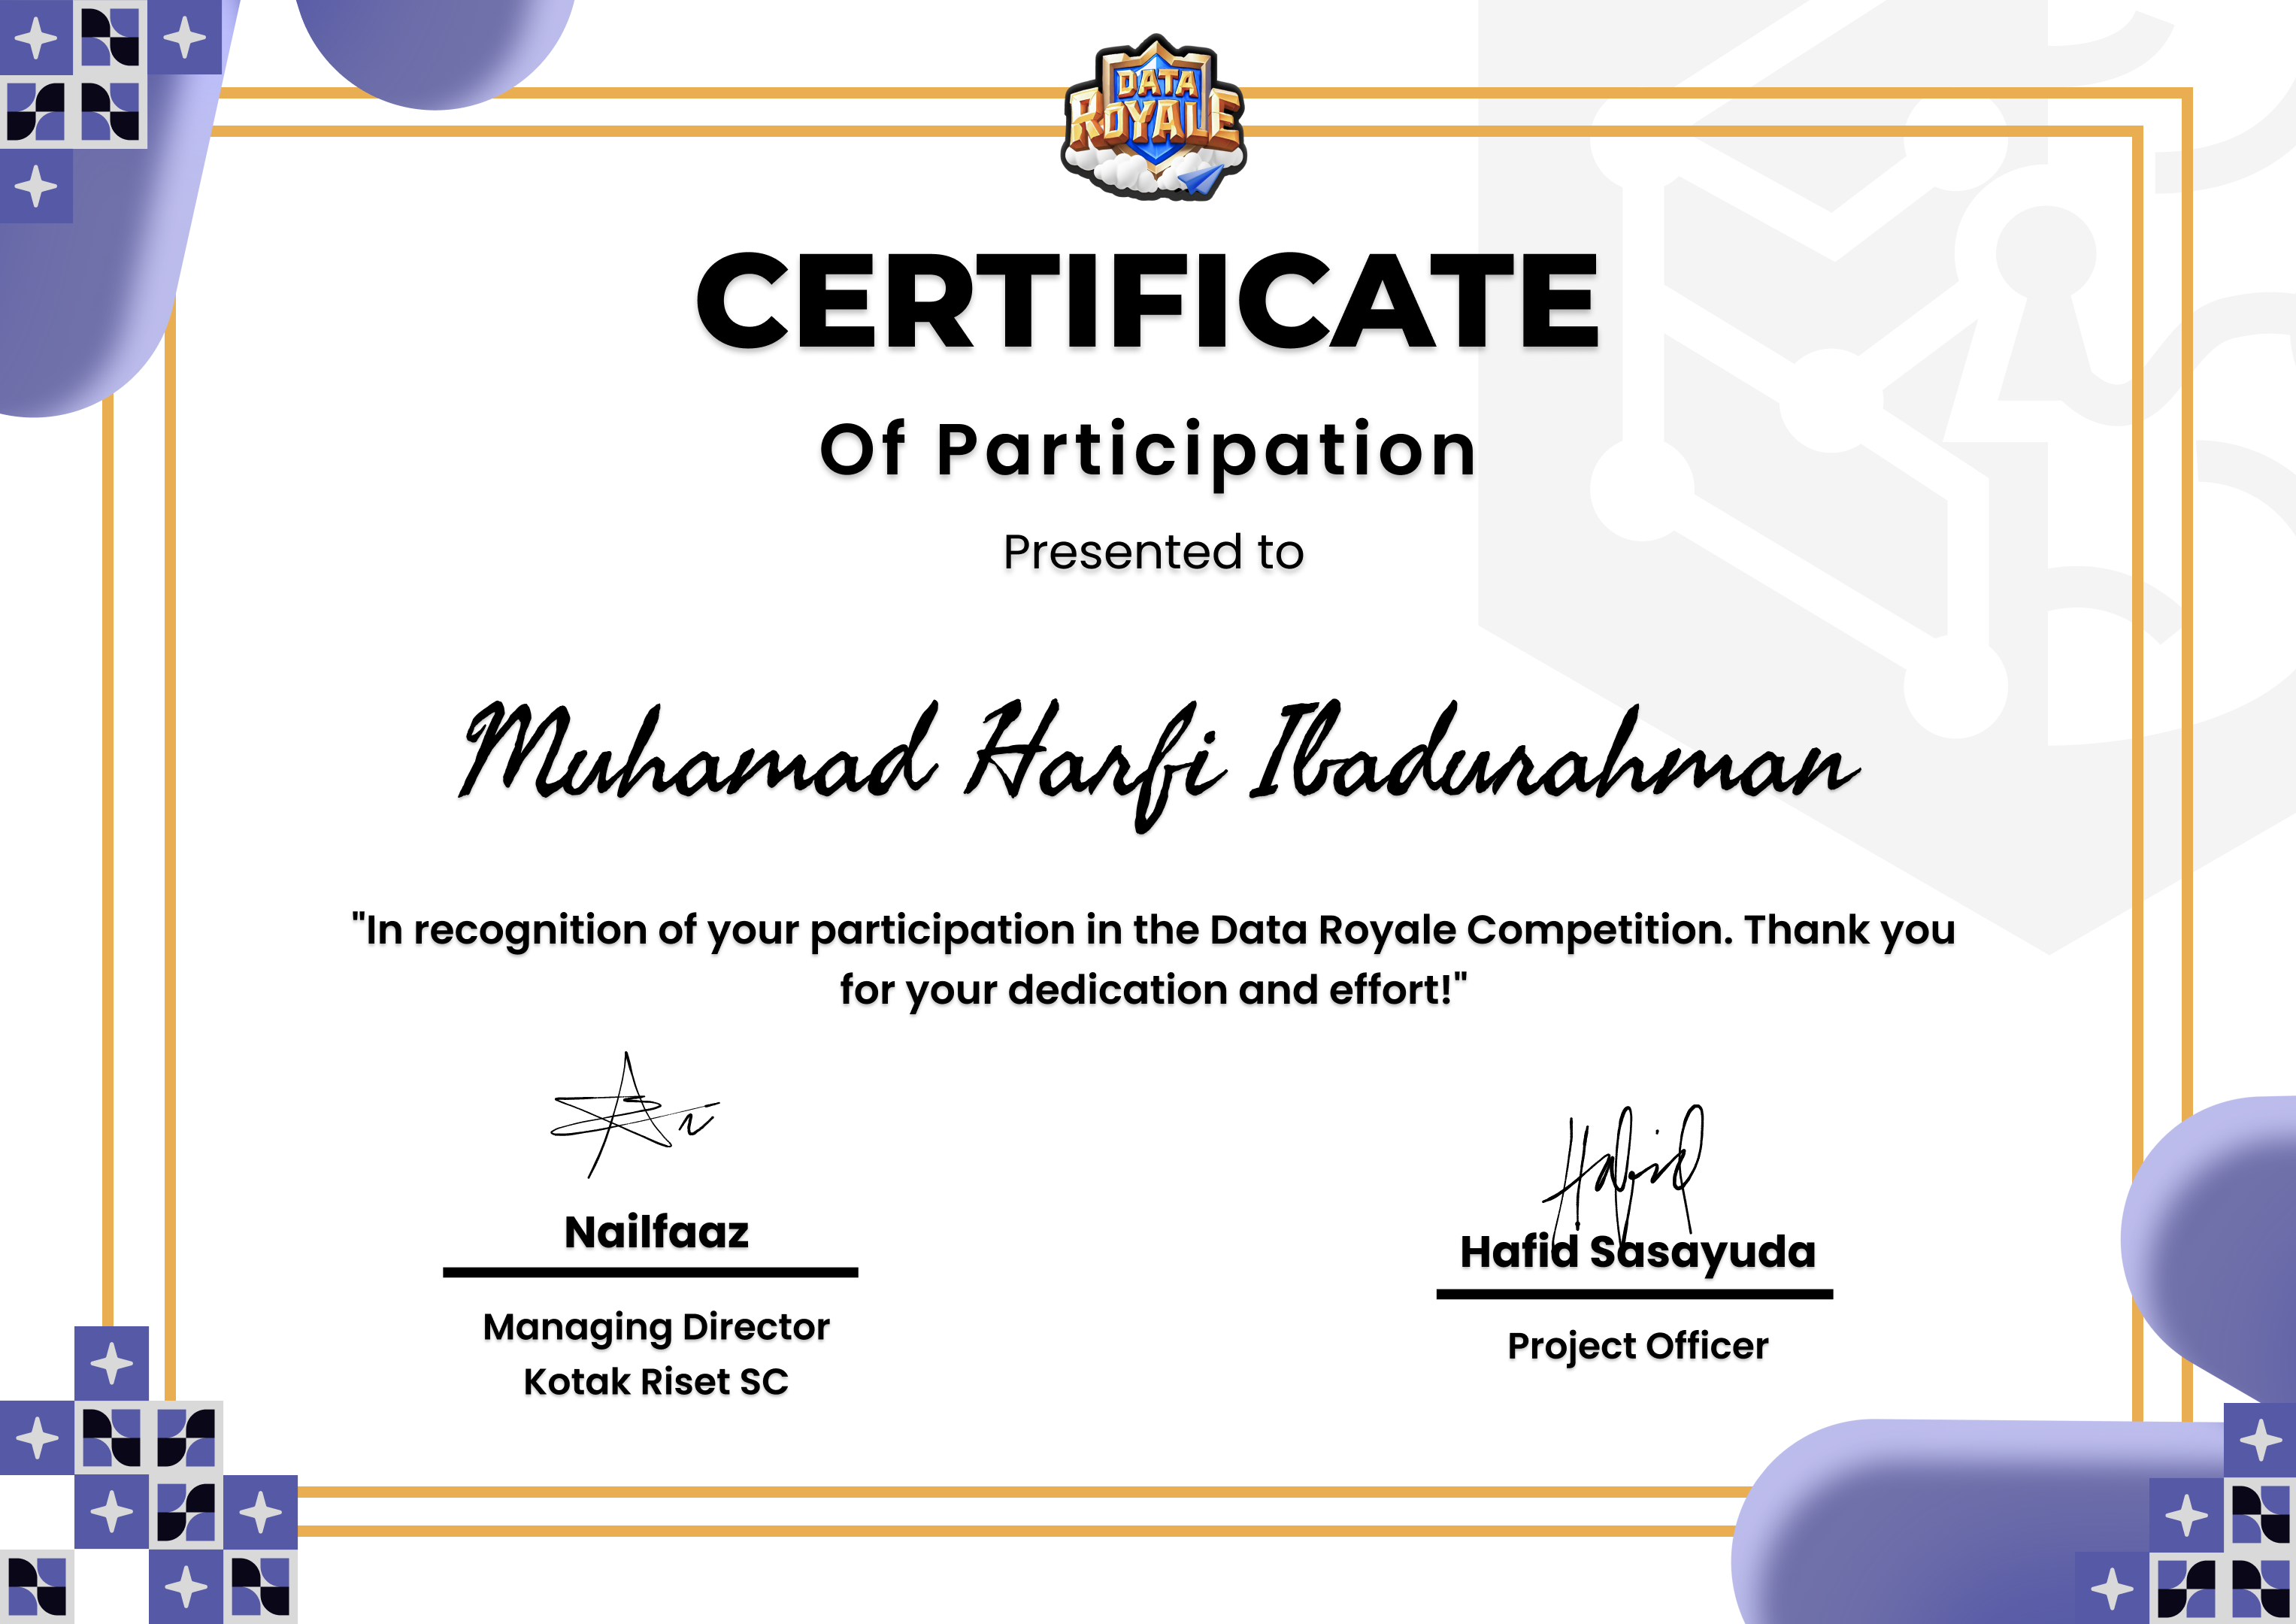 DATA
ROYALE
CERTIFICATE
Of Participation
Presented to
Muhamad Harfi Ibadurahman
"In recognition of your participation in the Data Royale Competition. Thank you
for your dedication and effort!"
Hafid
Nailfaaz
Hafid Sasayuda
Managing Director
Kotak Riset SC
Project Officer